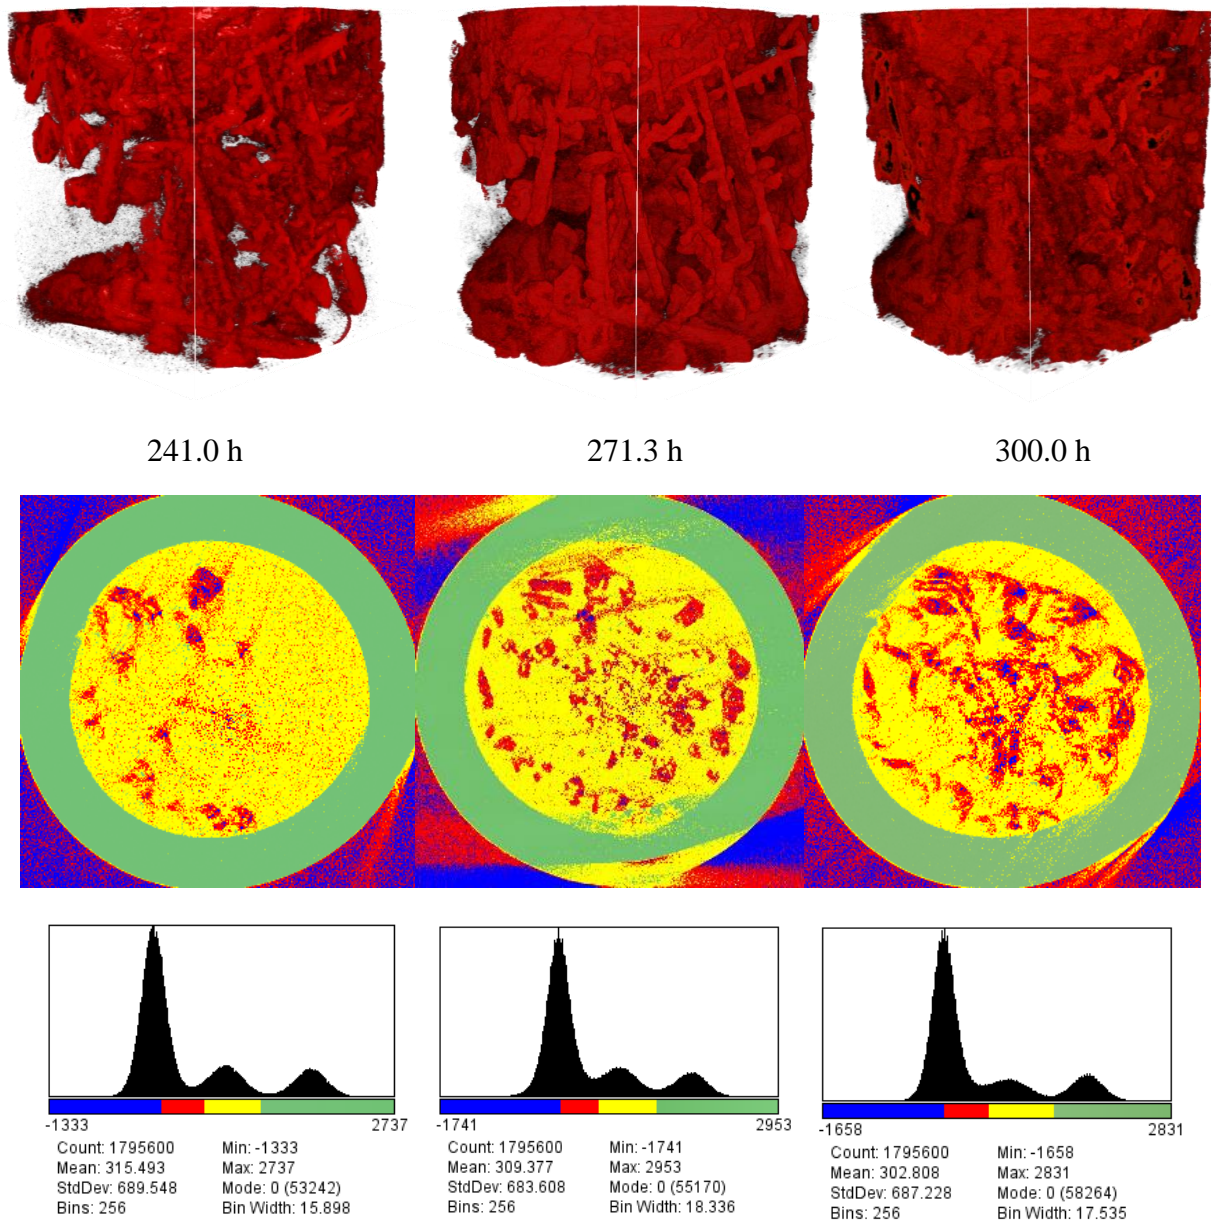 241.0 h 271.3 h 300.0 h
-1333 2737 -1741 2953 -1658 2831
Count: 1795600 Min: -1333 Count: 1795600 Min: -1741 Count: 1795600 Min: -1658
Mean: 315.493 Max: 2737 Mean: 309.377 Max: 2953 Mean: 302.808 Max: 2831
StdDev: 689.548 Mode: 0 (53242) StdDev: 683.608 Mode: 0 (55170) StdDev: 687.228 Mode: 0 (58264)
Bins: 256 Bin Width: 15.898 Bins: 256 Bin Width: 18.336 Bins: 256 Bin Width: 17.535